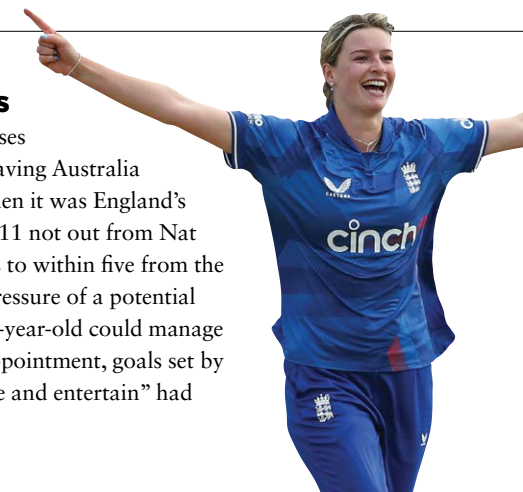 s
ses
aving Australia
en it was England's
11 not out from Nat
to within five from the
ressure of a potential
-year-old could manage
ppointment, goals set by
e and entertain” had
cinch